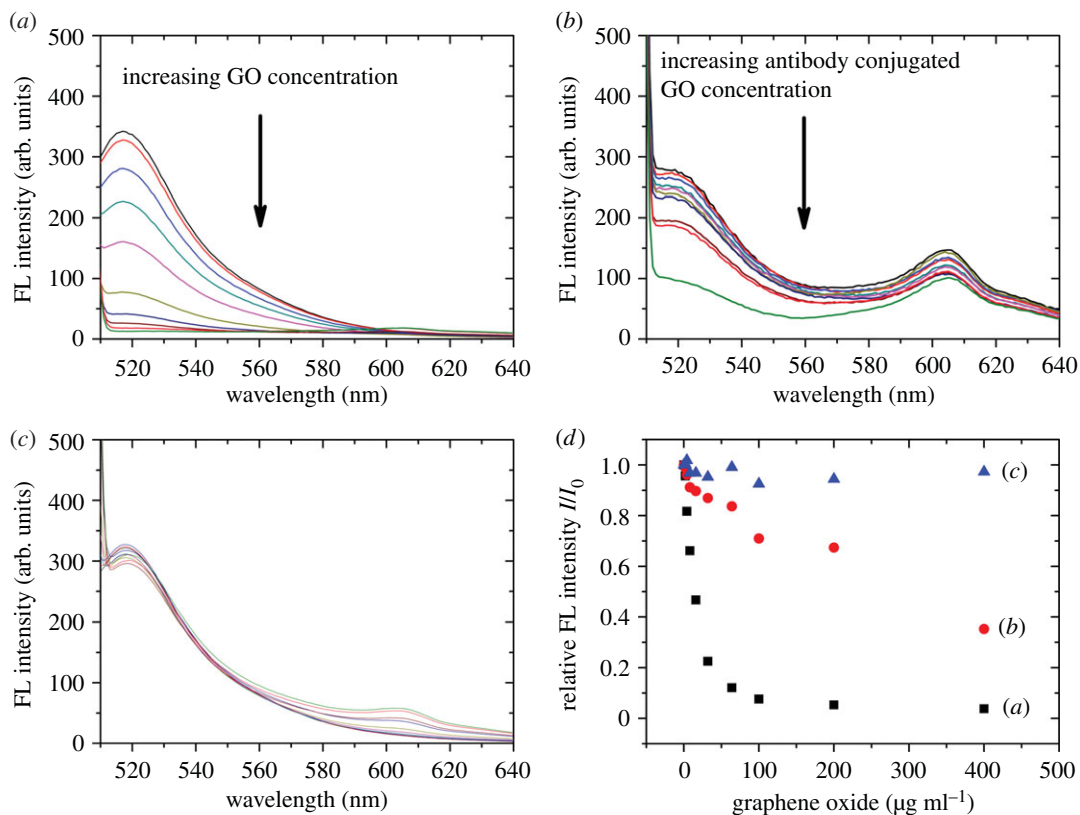 (a)
500
400
300
200
100
0
FL intensity (arb. units)
increasing GO concentration
520 540 560 580 600 620 640
wavelength (nm)
(b)
500
400
300
200
100
0
FL intensity (arb. units)
increasing antibody conjugated
GO concentration
520 540 560 580 600 620 640
wavelength (nm)
(c)
500
400
300
200
100
0
FL intensity (arb. units)
520 540 560 580 600 620 640
wavelength (nm)
(d)
1.0
0.8
0.6
0.4
0.2
0
relative FL intensity I/I₀
(c)
(b)
(a)
0 100 200 300 400 500
graphene oxide (µg ml⁻¹)